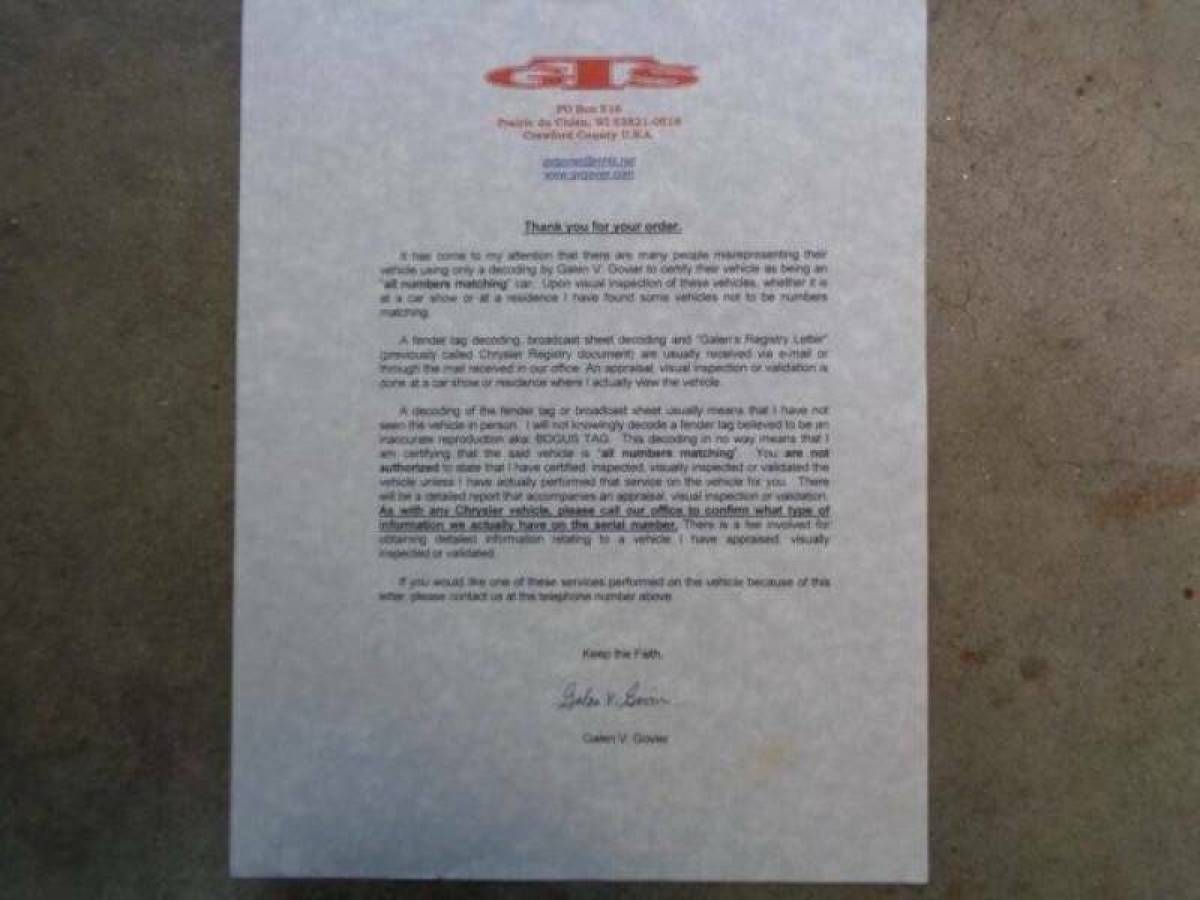 GTS
PO Box 516
Prairie du Chien, WI 53821-0516
Crawford County U.S.A.
www.gvgovier.com
Thank you for your order.
It has come to my attention that there are many people misrepresenting their
vehicle using only a decoding by Galen V. Govier to certify their vehicle as being an
"all numbers matching" car. Upon visual inspection of these vehicles, whether it is
at a car show or at a residence I have found some vehicles not to be numbers
matching.
A fender tag decoding, broadcast sheet decoding and "Galen's Registry Letter"
(previously called Chrysler Registry document) are usually received via e-mail or
through the mail received in our office. An appraisal, visual inspection or validation is
done at a car show or residence where I actually view the vehicle.
A decoding of the fender tag or broadcast sheet usually means that I have not
seen the vehicle in person. I will not knowingly decode a fender tag believed to be an
inaccurate reproduction aka: BOGUS TAG. This decoding in no way means that I
am certifying that the said vehicle is "all numbers matching". You are not
authorized to state that I have certified, inspected, visually inspected or validated the
vehicle unless I have actually performed that service on the vehicle for you. There
will be a detailed report that accompanies an appraisal, visual inspection or validation.
As with any Chrysler vehicle, please call our office to confirm what type of
information we actually have on the serial number. There is a fee involved for
obtaining detailed information relating to a vehicle I have appraised, visually
inspected or validated.
If you would like one of these services performed on the vehicle because of this
letter, please contact us at the telephone number above.
Keep the Faith,
Galen V. Govier
Galen V. Govier